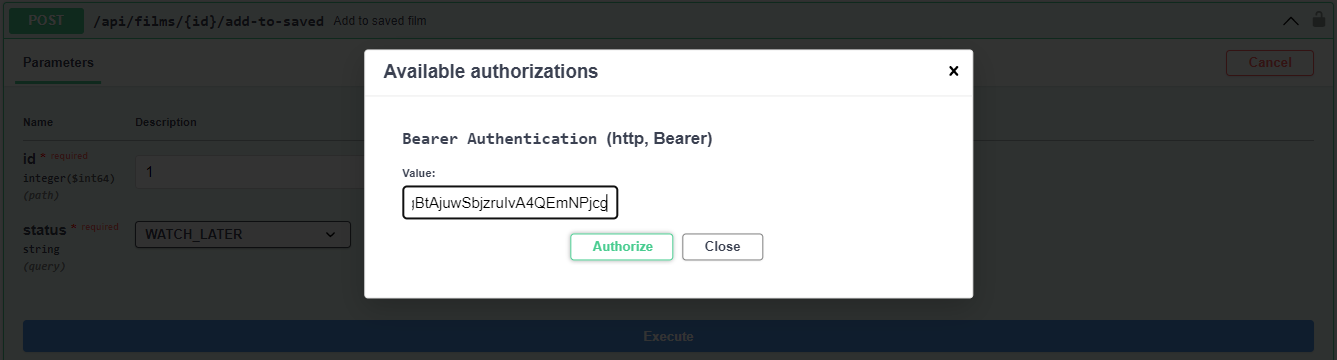 POST /api/films/{id}/add-to-saved Add to saved film
Available authorizations
Parameters
Cancel
Bearer Authentication (http, Bearer)
Name Description
id * required
integer($int64)
(path)
1
Value:
gBtAjuwSbjzruIvA4QEmNPjcg
status * required
string
(query)
WATCH_LATER
Authorize Close
Execute